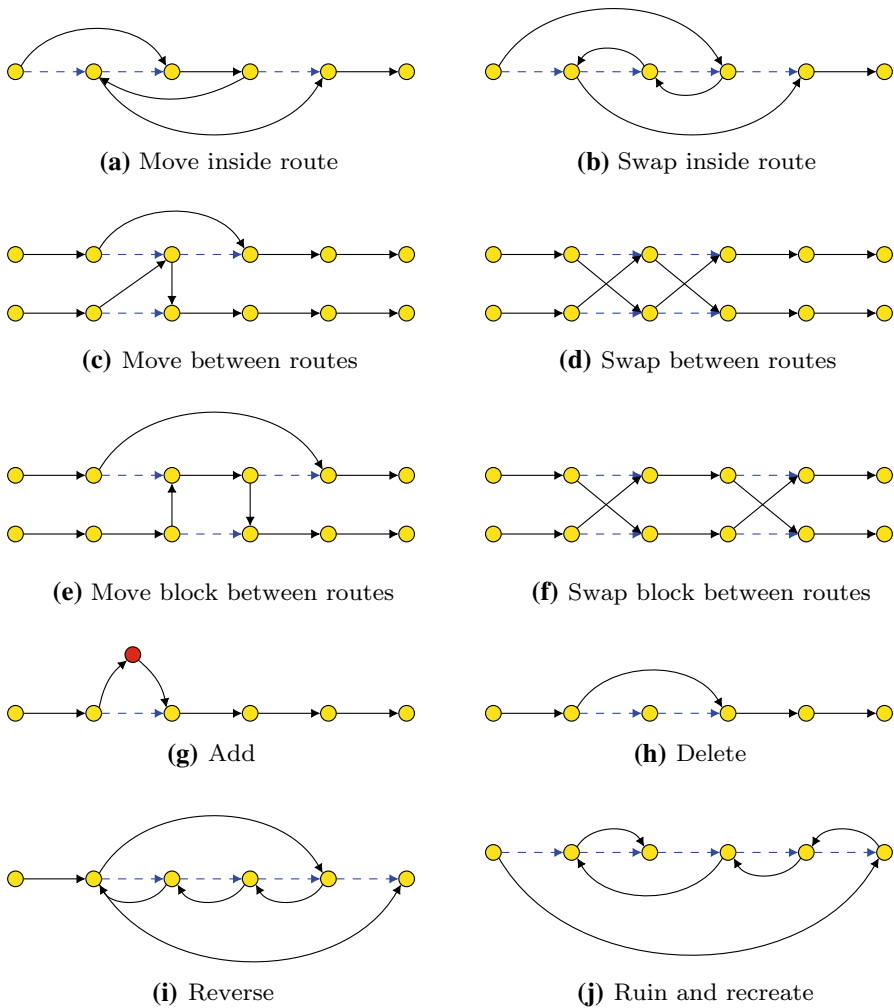 (a) Move inside route
(b) Swap inside route
(c) Move between routes
(d) Swap between routes
(e) Move block between routes
(f) Swap block between routes
(g) Add
(h) Delete
(i) Reverse
(j) Ruin and recreate